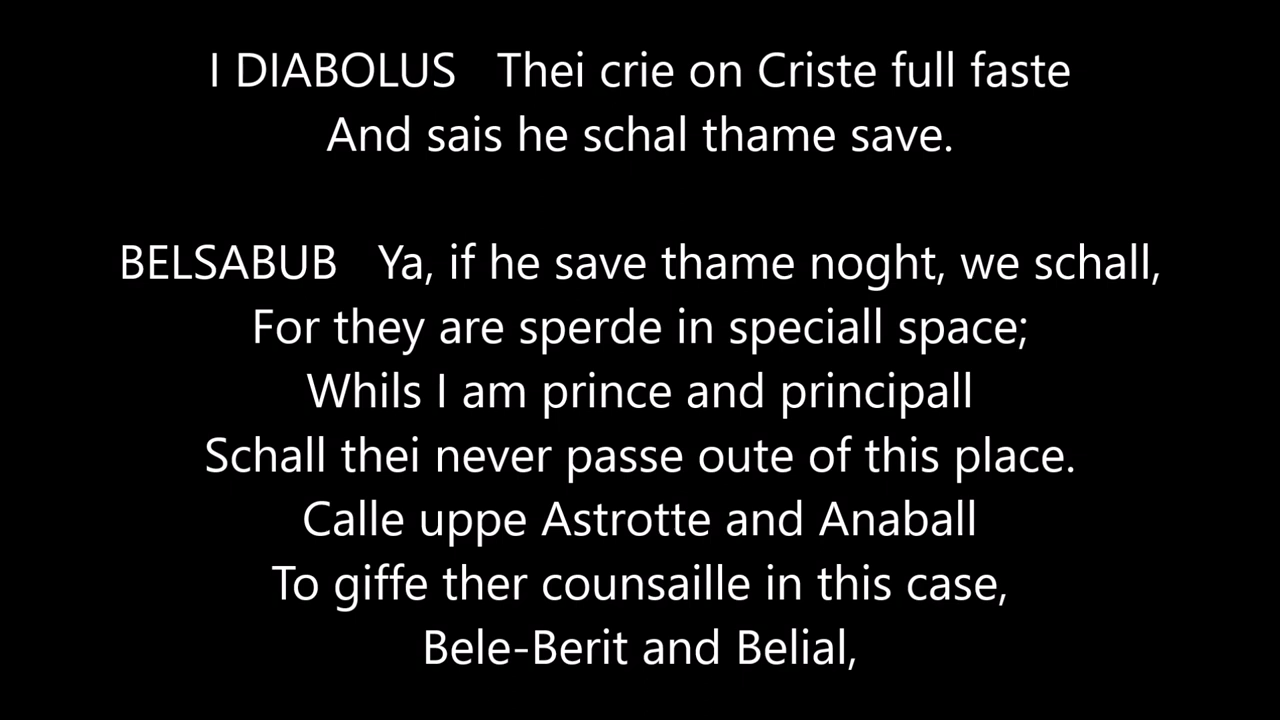 I DIABOLUS   Thei crie on Criste full faste
And sais he schal thame save.
BELSABUB   Ya, if he save thame noght, we schall,
For they are sperde in speciall space;
Whils I am prince and principall
Schall thei never passe oute of this place.
Calle uppe Astrotte and Anaball
To giffe ther counsaille in this case,
Bele-Berit and Belial,